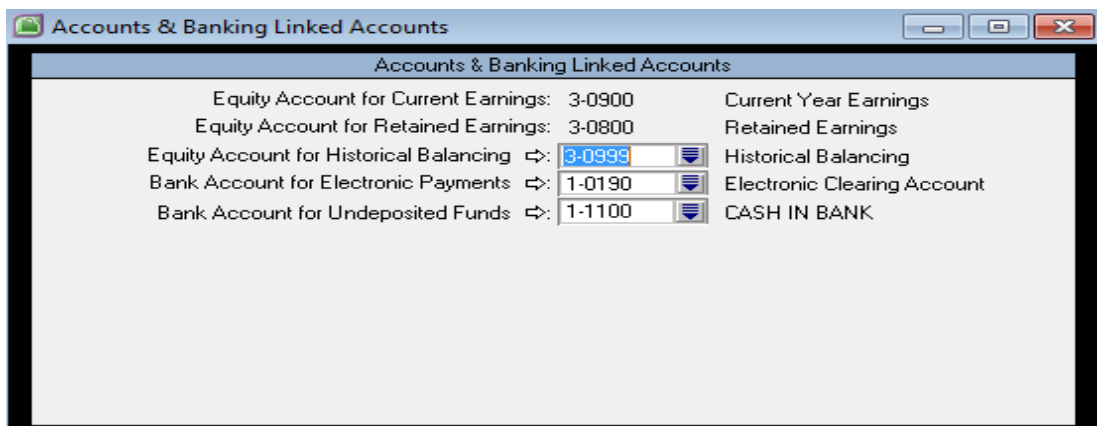 Accounts & Banking Linked Accounts
Accounts & Banking Linked Accounts
Equity Account for Current Earnings: 3-0900 Current Year Earnings
Equity Account for Retained Earnings: 3-0800 Retained Earnings
Equity Account for Historical Balancing ⇨: 3-0999 Historical Balancing
Bank Account for Electronic Payments ⇨: 1-0190 Electronic Clearing Account
Bank Account for Undeposited Funds ⇨: 1-1100 CASH IN BANK